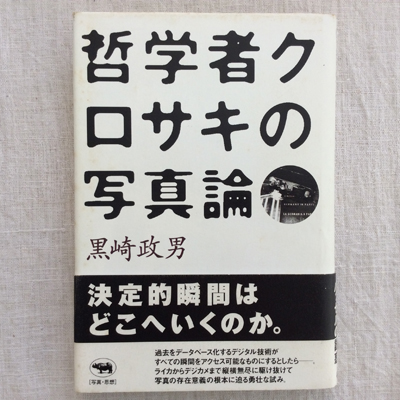 哲学者ク
ロサキの
写真論
黒崎政男
決定的瞬間は
どこへいくのか。
過去をデータベース化するデジタル技術が
すべての瞬間をアクセス可能なものにするとしたら——。
ライカからデジカメまで縦横無尽に駆け抜けて
写真の存在意義の根本に迫る勇壮な試み。
[写真・思想]